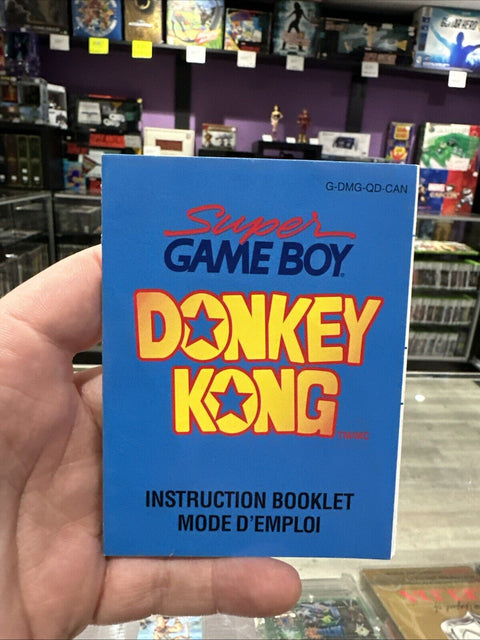 G-DMG-QD-CAN
Super
GAME BOY
DONKEY
KONG
INSTRUCTION BOOKLET
MODE D'EMPLOI